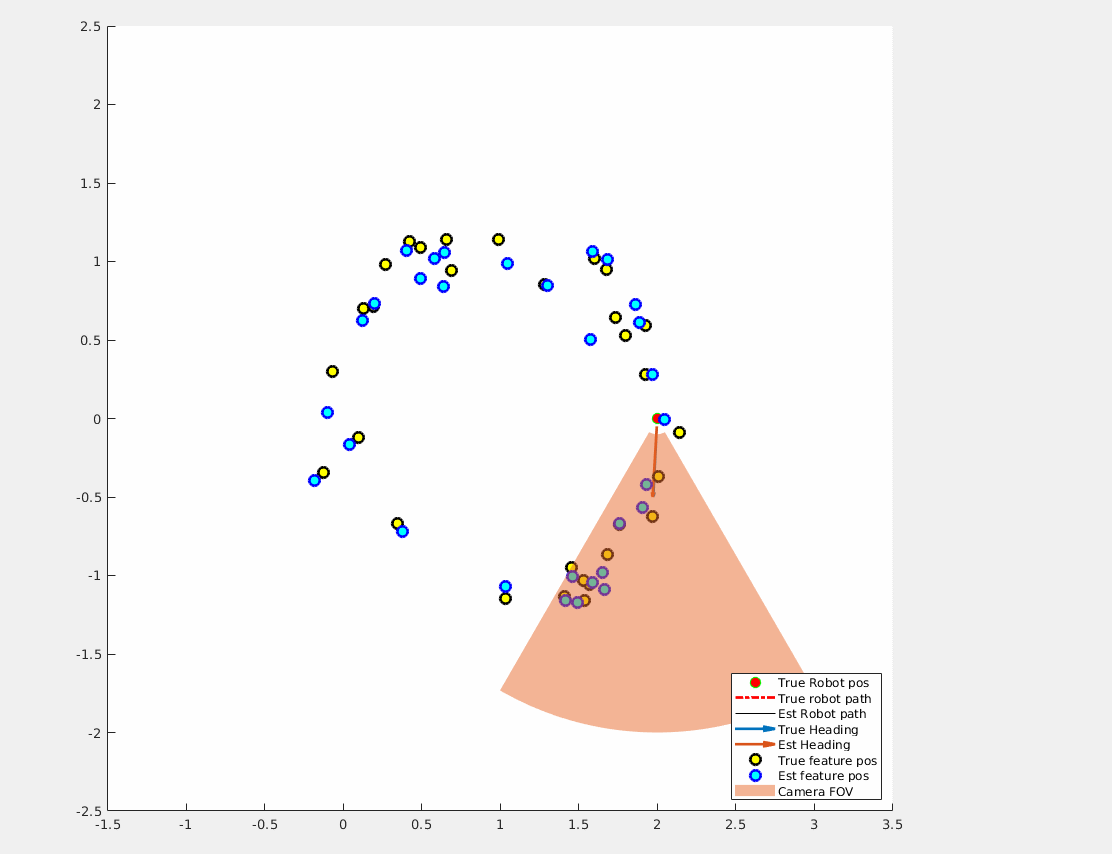 2.5
2
1.5
1
0.5
0
-0.5
-1
-1.5
-2
-2.5
-1.5 -1 -0.5 0 0.5 1 1.5 2 2.5 3 3.5
True Robot pos
True robot path
Est Robot path
True Heading
Est Heading
True feature pos
Est feature pos
Camera FOV